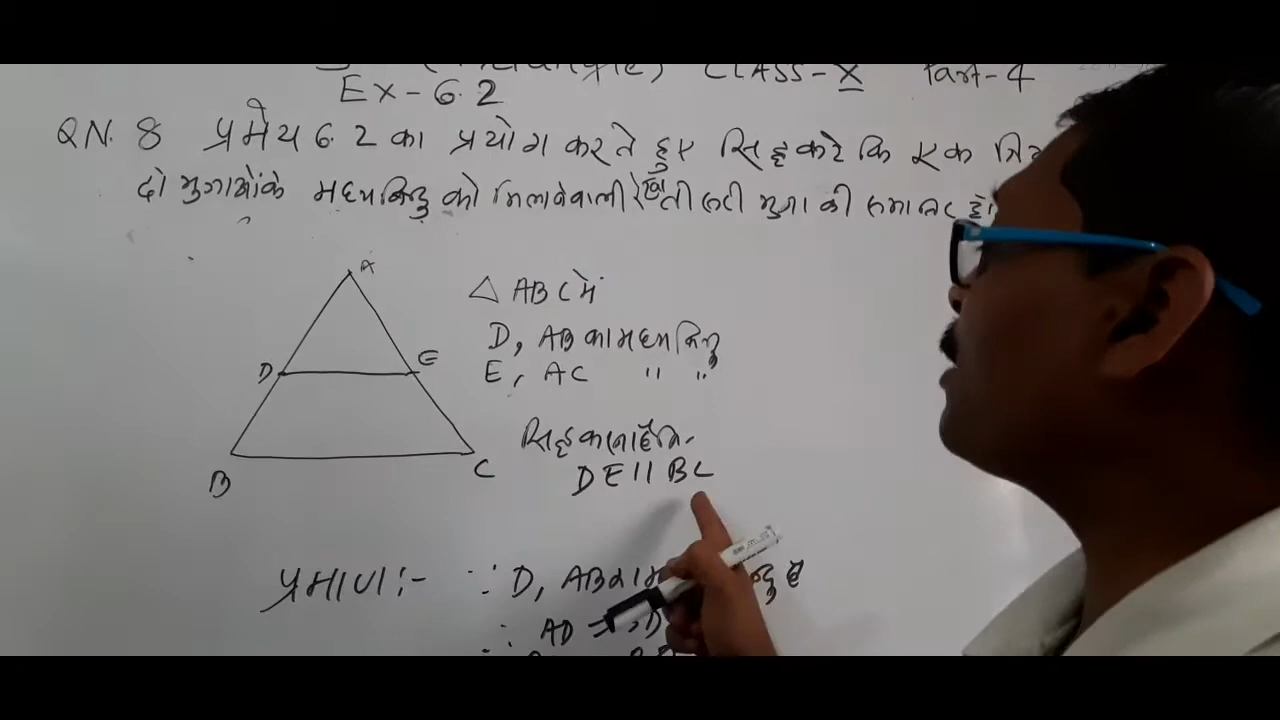 CLASS-X Part-4
Ex-6.2
QN. 8 प्रमेय 6.2 का प्रयोग करते हुए सिद्ध करे कि एक
दो भुजाओं के मध्यबिन्दु को मिलानेवाली रेखा तीसरी भुजा की समान्तर है।
A
D
E
B
C
△ ABC में
D, AB का मध्यबिन्दु
E, AC " "
सिद्ध करना है कि-
DE || BC
प्रमाण :- ∵ D, AB का
∴ AD =